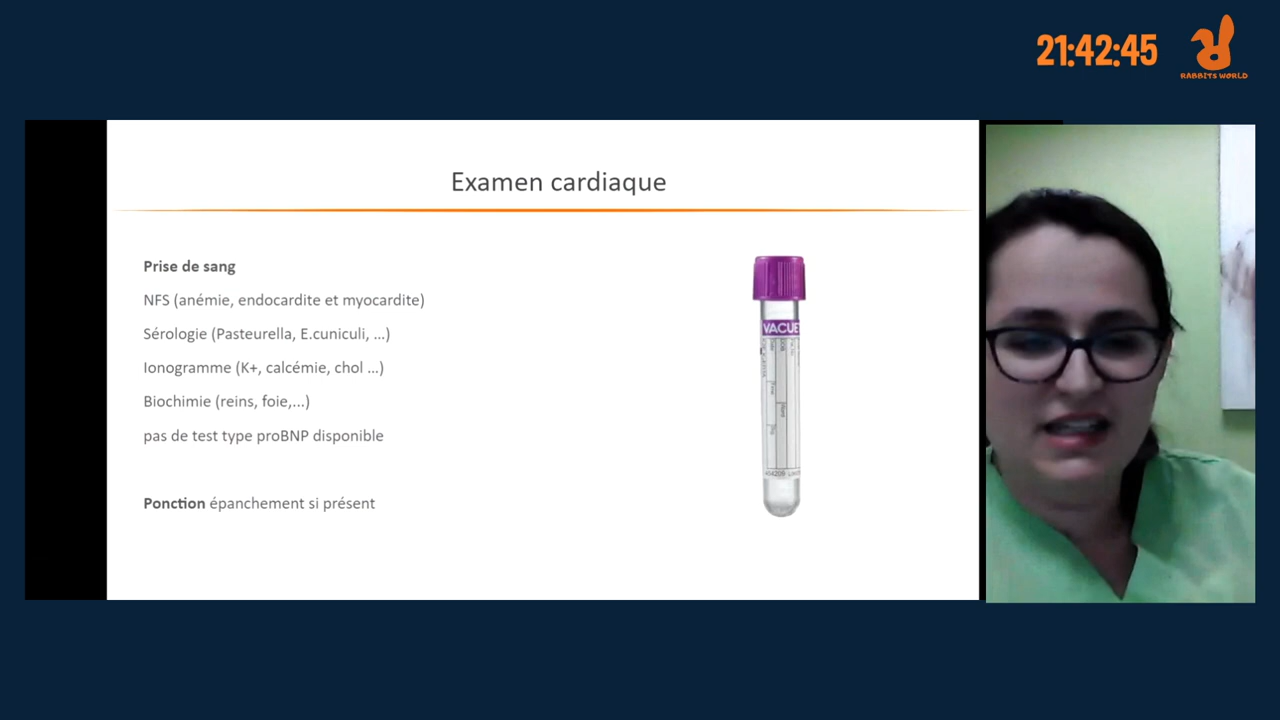 21:42:45
RABBITS WORLD
Examen cardiaque
Prise de sang
NFS (anémie, endocardite et myocardite)
Sérologie (Pasteurella, E.cuniculi, ...)
Ionogramme (K+, calcémie, chol ...)
Biochimie (reins, foie,...)
pas de test type proBNP disponible
Ponction épanchement si présent
VACUE